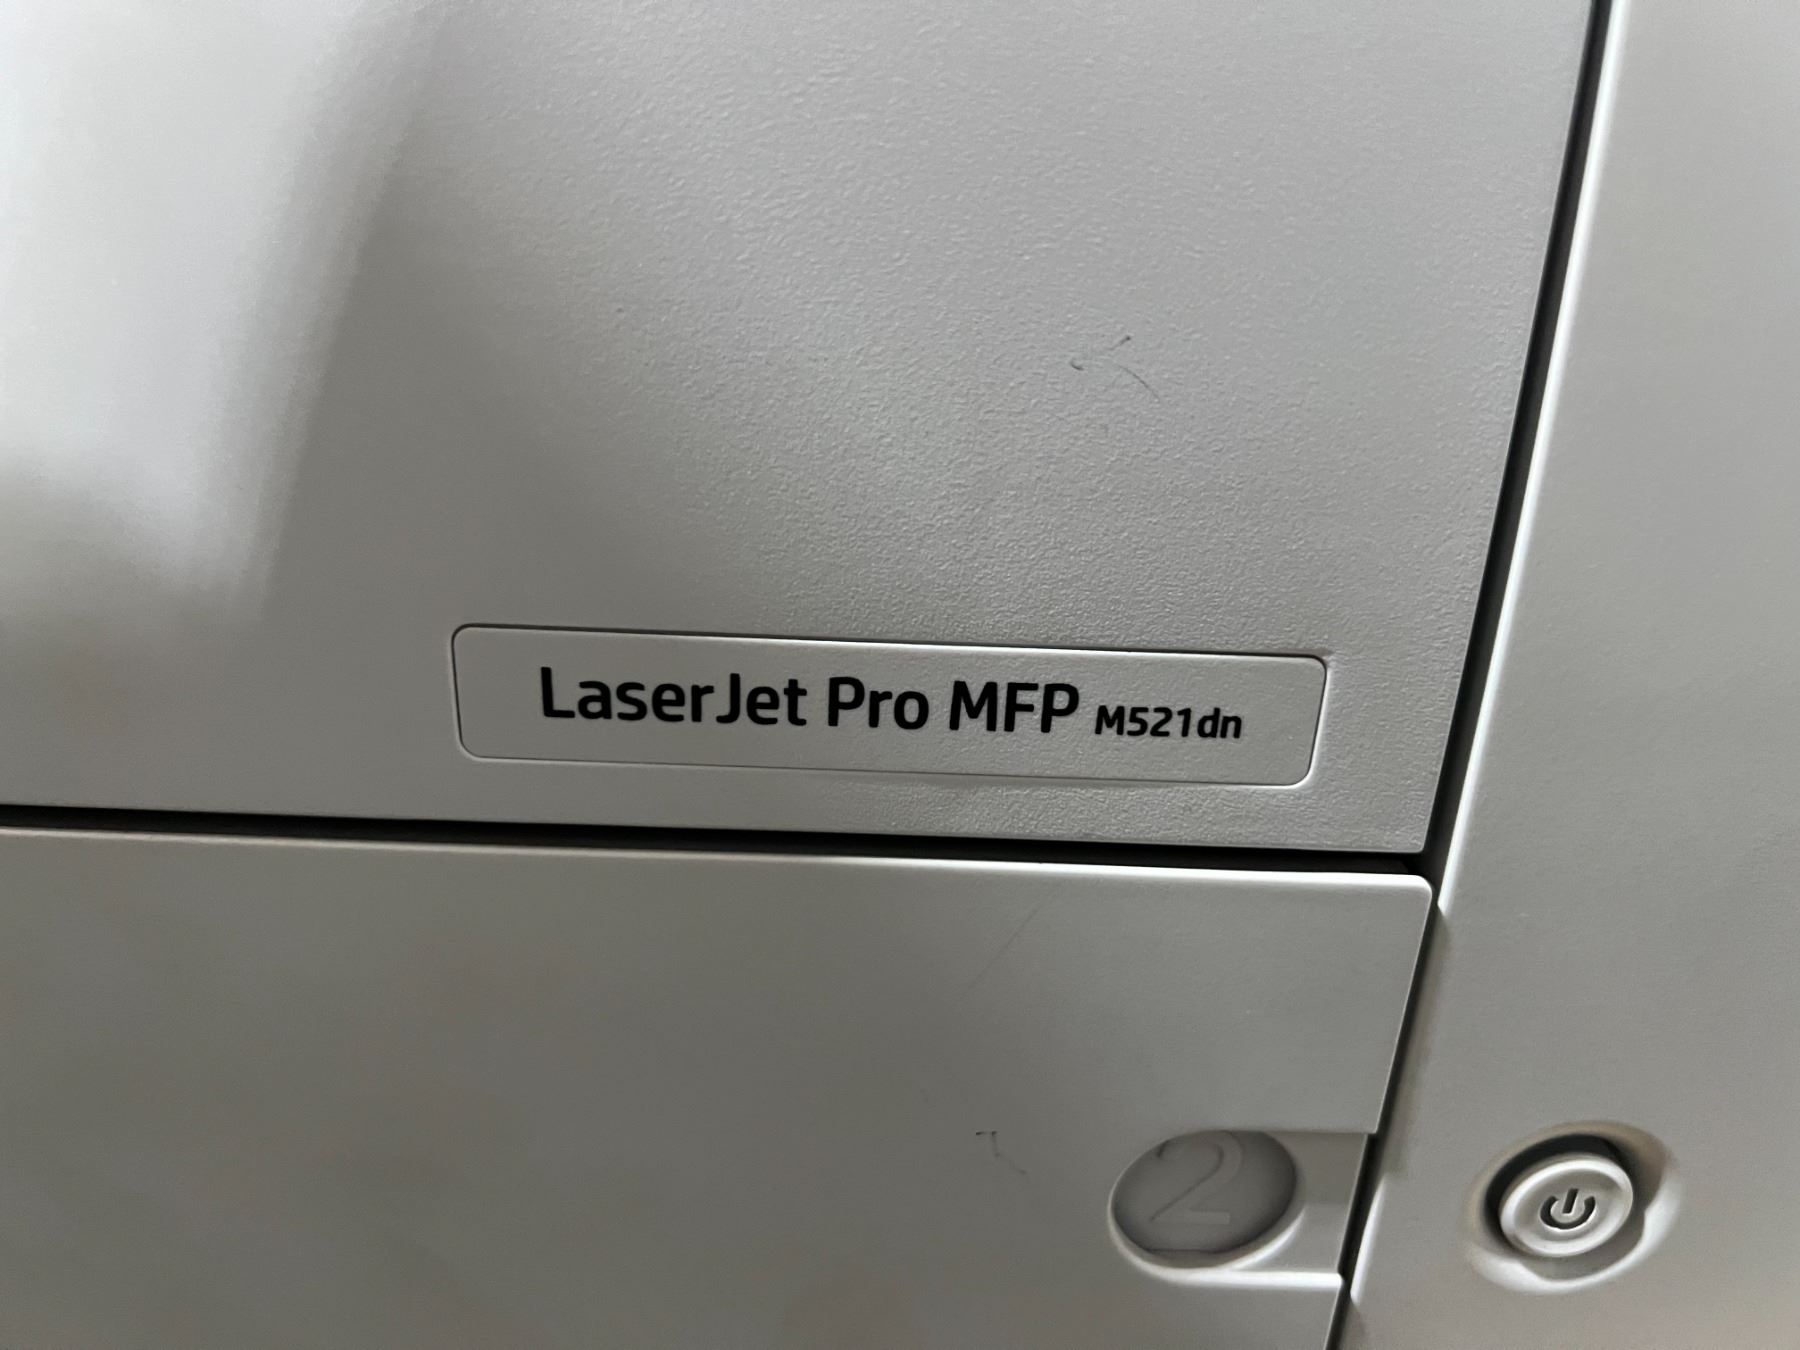 LaserJet Pro MFP M521dn
2